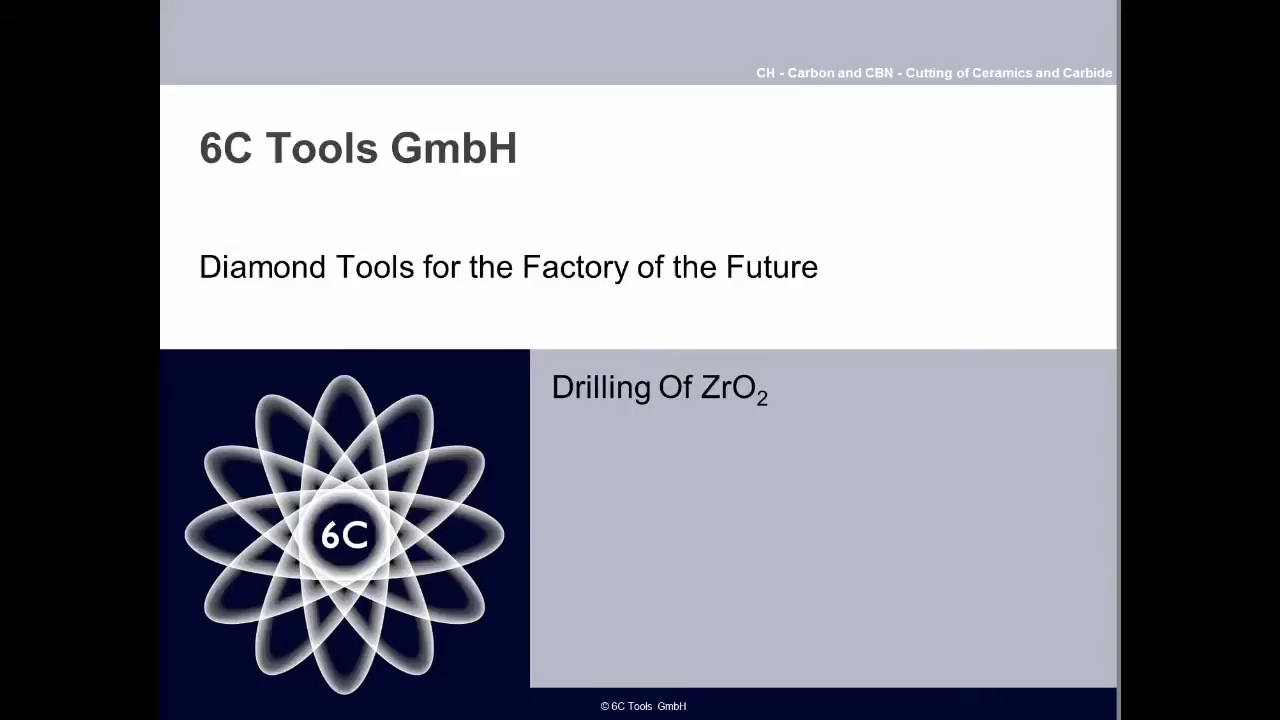 CH - Carbon and CBN - Cutting of Ceramics and Carbide
6C Tools GmbH
Diamond Tools for the Factory of the Future
Drilling Of ZrO₂
6C
© 6C Tools GmbH